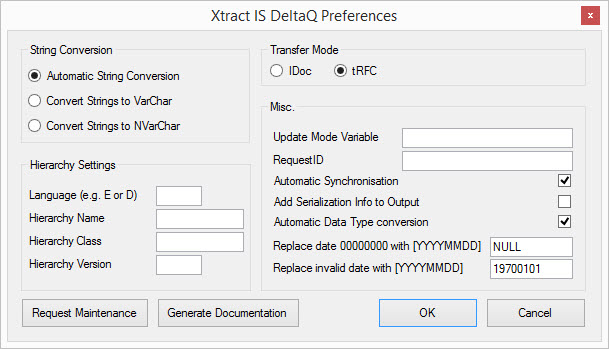 Xtract IS DeltaQ Preferences
x
String Conversion
Automatic String Conversion
Convert Strings to VarChar
Convert Strings to NVarChar
Hierarchy Settings
Language (e.g. E or D)
Hierarchy Name
Hierarchy Class
Hierarchy Version
Transfer Mode
IDoc
tRFC
Misc.
Update Mode Variable
RequestID
Automatic Synchronisation
Add Serialization Info to Output
Automatic Data Type conversion
Replace date 00000000 with [YYYYMMDD] NULL
Replace invalid date with [YYYYMMDD] 19700101
Request Maintenance Generate Documentation OK Cancel